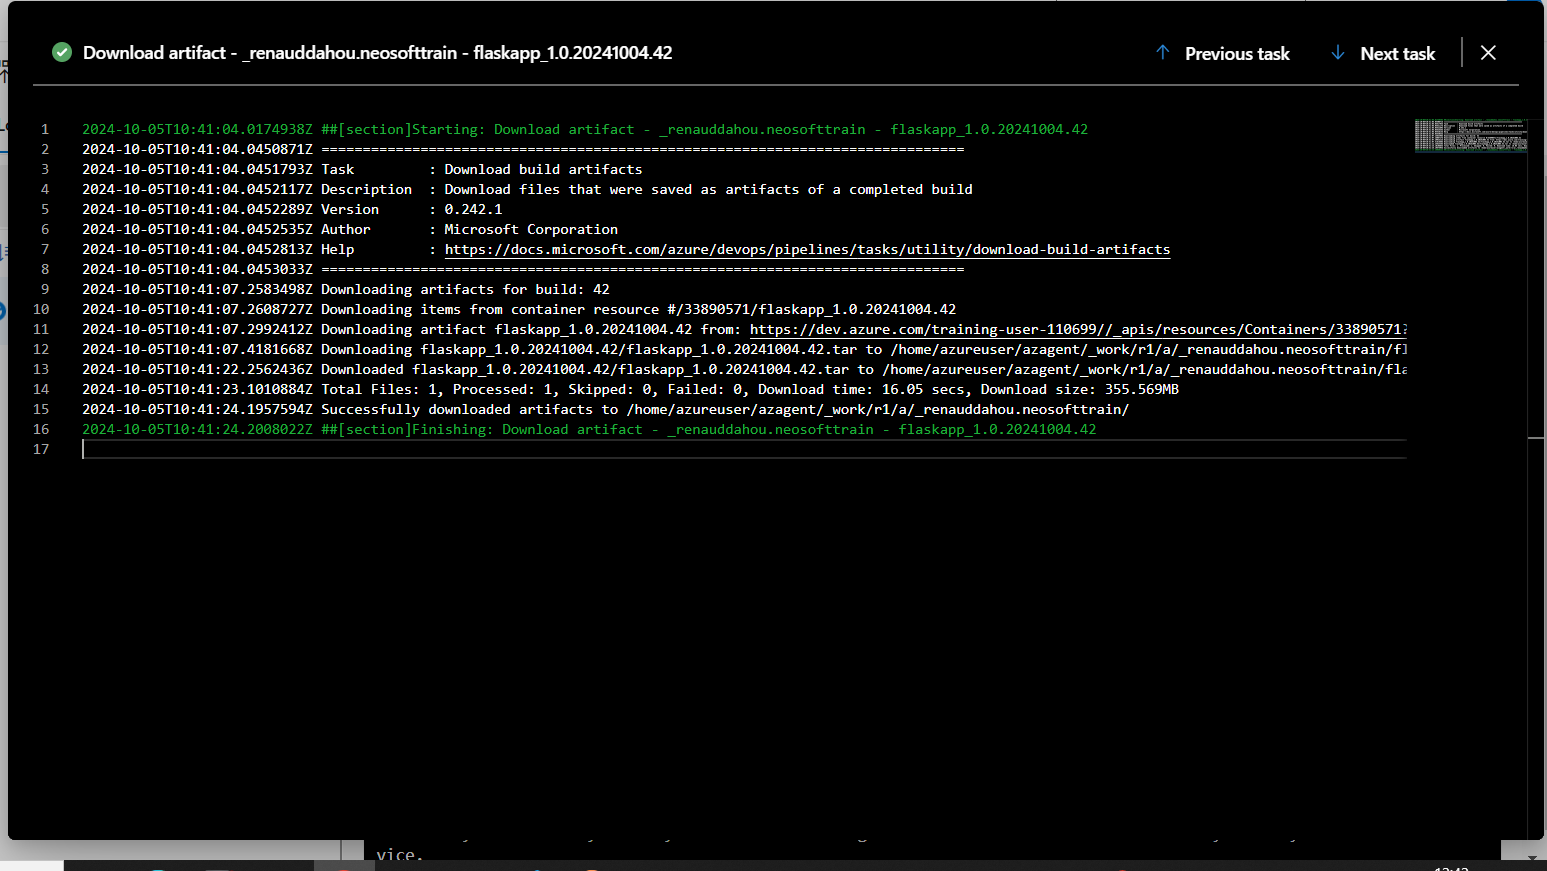 Download artifact - _renauddahou.neosofttrain - flaskapp_1.0.20241004.42
Previous task
Next task
1 2024-10-05T10:41:04.0174938Z ##[section]Starting: Download artifact - _renauddahou.neosofttrain - flaskapp_1.0.20241004.42
2 2024-10-05T10:41:04.0450871Z ==============================================================================
3 2024-10-05T10:41:04.0451793Z Task         : Download build artifacts
4 2024-10-05T10:41:04.0452117Z Description  : Download files that were saved as artifacts of a completed build
5 2024-10-05T10:41:04.0452289Z Version      : 0.242.1
6 2024-10-05T10:41:04.0452535Z Author       : Microsoft Corporation
7 2024-10-05T10:41:04.0452813Z Help         : https://docs.microsoft.com/azure/devops/pipelines/tasks/utility/download-build-artifacts
8 2024-10-05T10:41:04.0453033Z ==============================================================================
9 2024-10-05T10:41:07.2583498Z Downloading artifacts for build: 42
10 2024-10-05T10:41:07.2608727Z Downloading items from container resource #/33890571/flaskapp_1.0.20241004.42
11 2024-10-05T10:41:07.2992412Z Downloading artifact flaskapp_1.0.20241004.42 from: https://dev.azure.com/training-user-110699//_apis/resources/Containers/33890571?
12 2024-10-05T10:41:07.4181668Z Downloading flaskapp_1.0.20241004.42/flaskapp_1.0.20241004.42.tar to /home/azureuser/azagent/_work/r1/a/_renauddahou.neosofttrain/fl
13 2024-10-05T10:41:22.2562436Z Downloaded flaskapp_1.0.20241004.42/flaskapp_1.0.20241004.42.tar to /home/azureuser/azagent/_work/r1/a/_renauddahou.neosofttrain/fla
14 2024-10-05T10:41:23.1010884Z Total Files: 1, Processed: 1, Skipped: 0, Failed: 0, Download time: 16.05 secs, Download size: 355.569MB
15 2024-10-05T10:41:24.1957594Z Successfully downloaded artifacts to /home/azureuser/azagent/_work/r1/a/_renauddahou.neosofttrain/
16 2024-10-05T10:41:24.2008022Z ##[section]Finishing: Download artifact - _renauddahou.neosofttrain - flaskapp_1.0.20241004.42
17
vice.